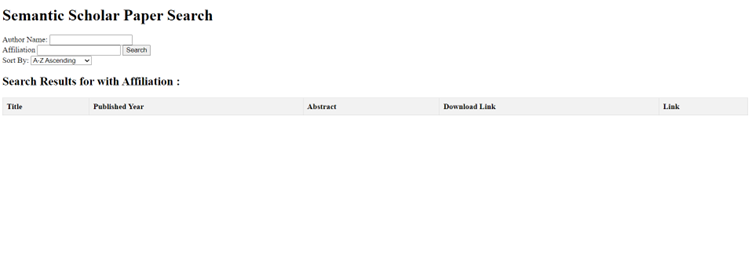 Semantic Scholar Paper Search
Author Name:
Affiliation Search
Sort By: A-Z Ascending
Search Results for with Affiliation :
Title Published Year Abstract Download Link Link